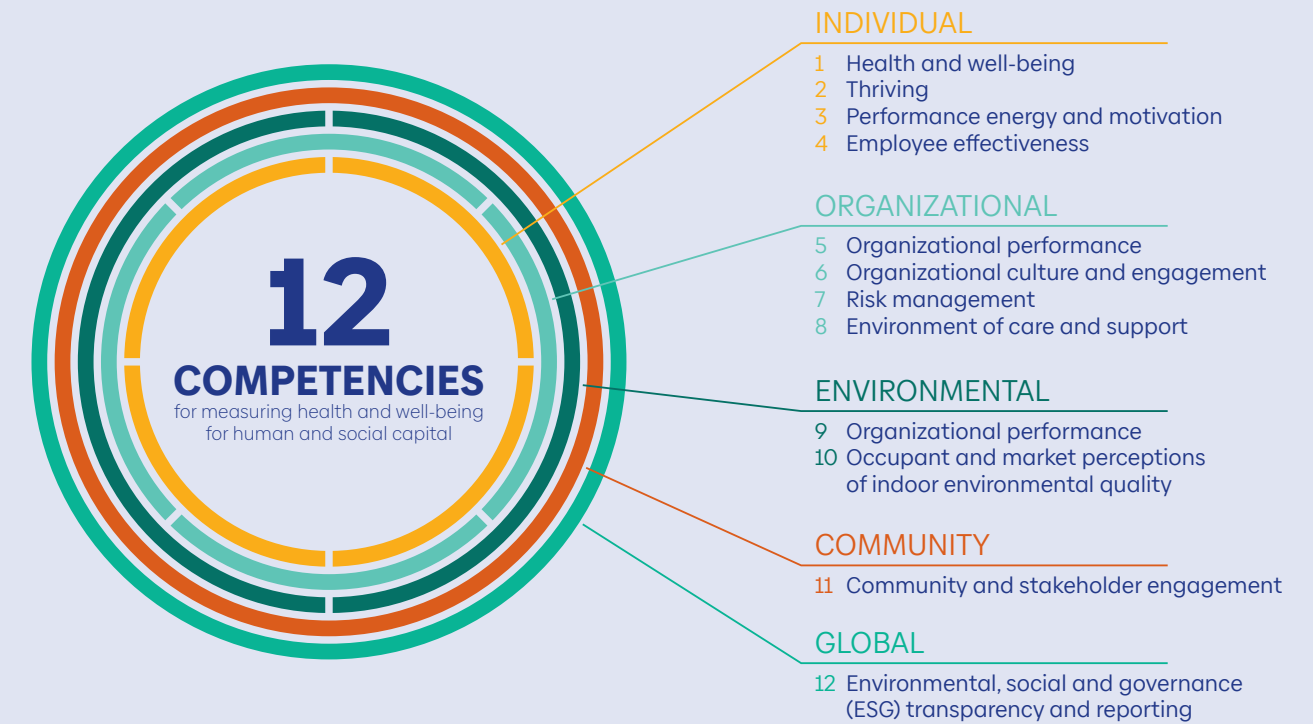 12
COMPETENCIES
for measuring health and well-being
for human and social capital
INDIVIDUAL
1 Health and well-being
2 Thriving
3 Performance energy and motivation
4 Employee effectiveness
ORGANIZATIONAL
5 Organizational performance
6 Organizational culture and engagement
7 Risk management
8 Environment of care and support
ENVIRONMENTAL
9 Organizational performance
10 Occupant and market perceptions
of indoor environmental quality
COMMUNITY
11 Community and stakeholder engagement
GLOBAL
12 Environmental, social and governance
(ESG) transparency and reporting